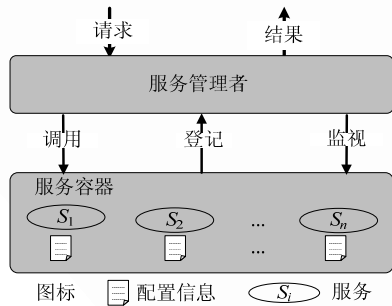 请求 结果
服务管理者
调用 登记 监视
服务容器
S1 S2 ... Sn
...
图标 配置信息 Si 服务